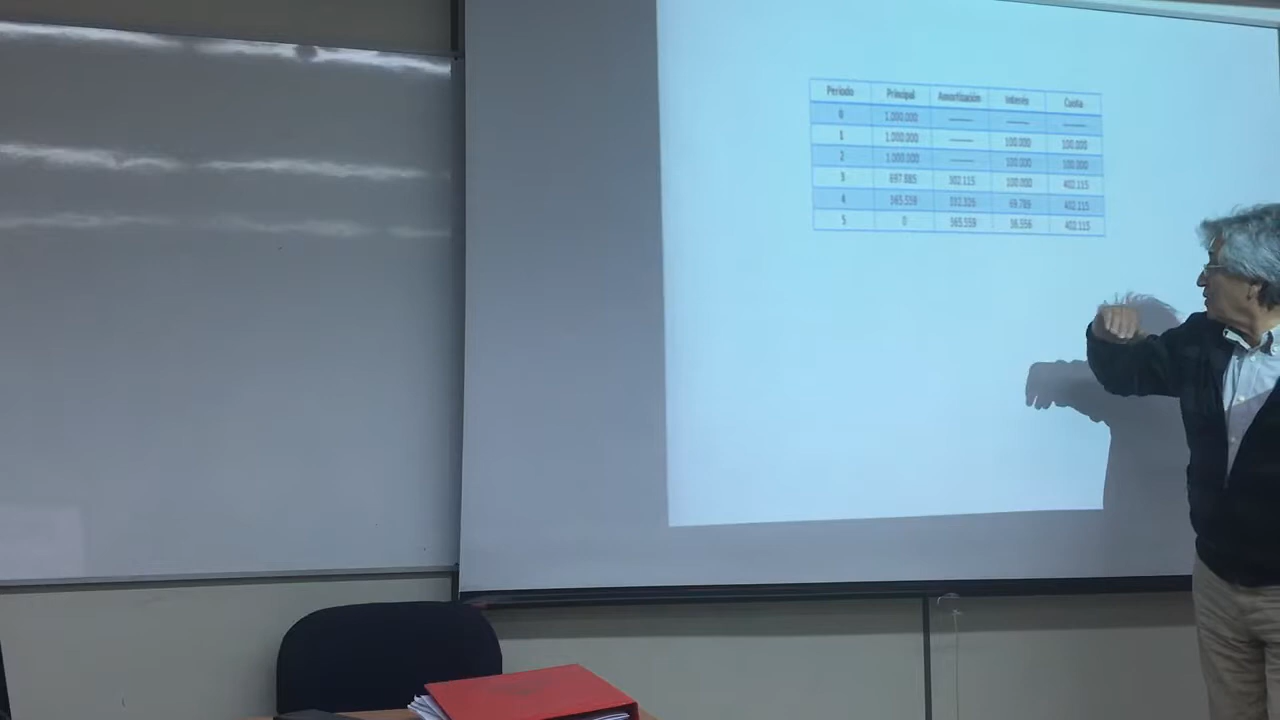 Período Principal Amortización Interés Cuota
0 1.000.000 —— —— ——
1 1.000.000 —— 100.000 100.000
2 1.000.000 —— 100.000 100.000
3 697.885 302.115 100.000 402.115
4 365.559 332.326 69.789 402.115
5 0 365.559 36.556 402.115